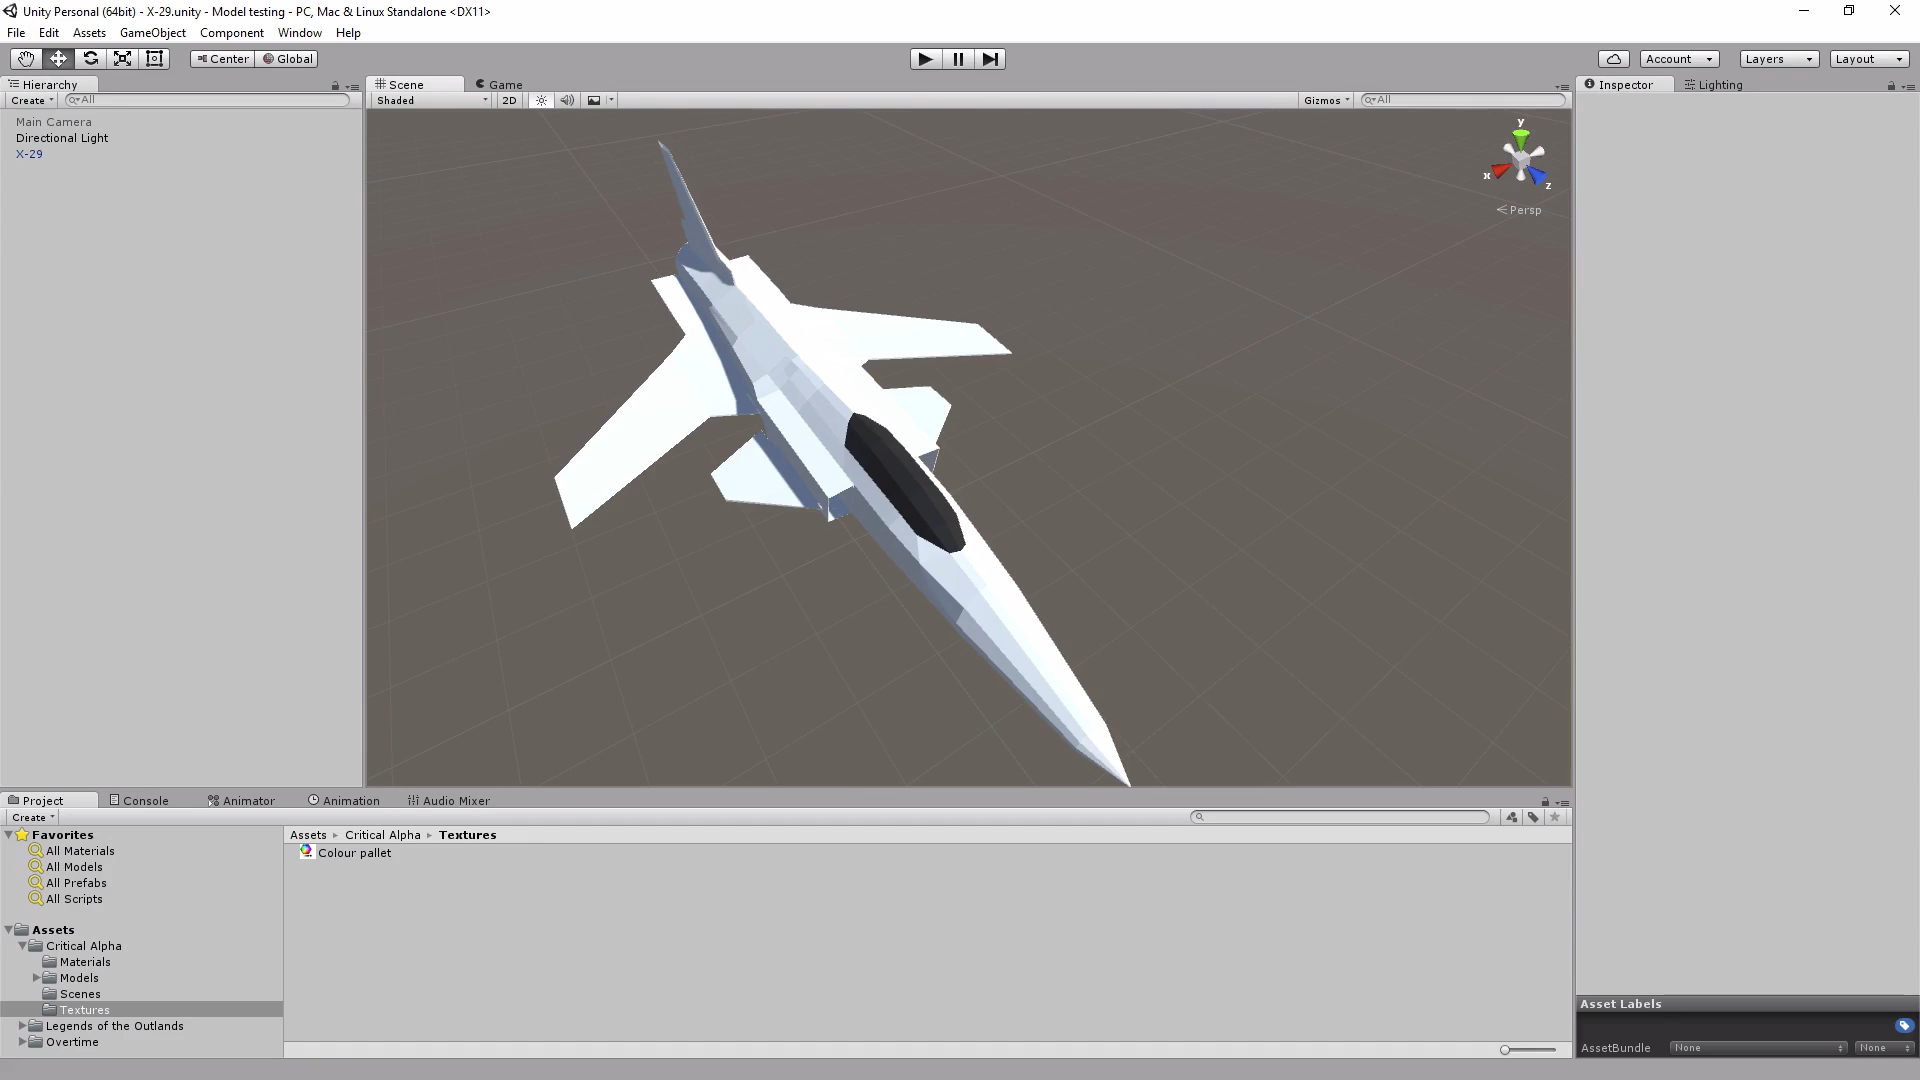 Unity Personal (64bit) - X-29.unity - Model testing - PC, Mac & Linux Standalone <DX11>
File Edit Assets GameObject Component Window Help
Center Global Account Layers Layout
Hierarchy Scene Game Inspector Lighting
Create All Shaded 2D Gizmos All
Main Camera
Directional Light
X-29
y
x
z
Persp
Project Console Animator Animation Audio Mixer
Create
Favorites
All Materials
All Models
All Prefabs
All Scripts
Assets
Critical Alpha
Materials
Models
Scenes
Textures
Legends of the Outlands
Overtime
Assets Critical Alpha Textures
Colour pallet
Asset Labels
AssetBundle None None